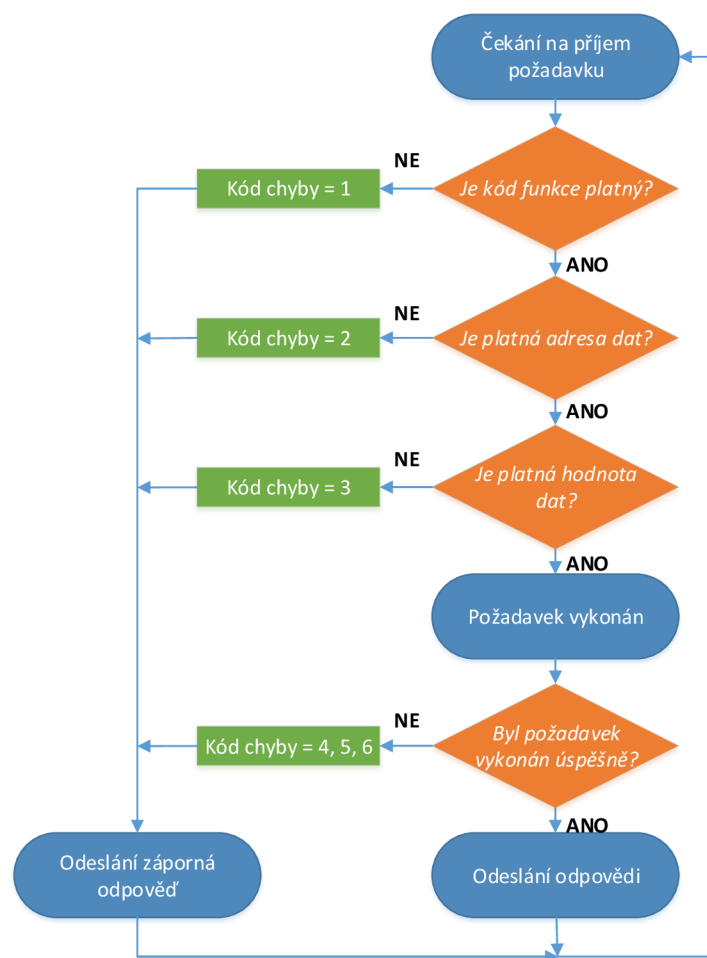 Čekání na příjem
požadavku
NE
Kód chyby = 1
Je kód funkce platný?
ANO
NE
Kód chyby = 2
Je platná adresa dat?
ANO
NE
Kód chyby = 3
Je platná hodnota
dat?
ANO
Požadavek vykonán
NE
Kód chyby = 4, 5, 6
Byl požadavek
vykonán úspěšně?
ANO
Odeslání záporná
odpověď
Odeslání odpovědi